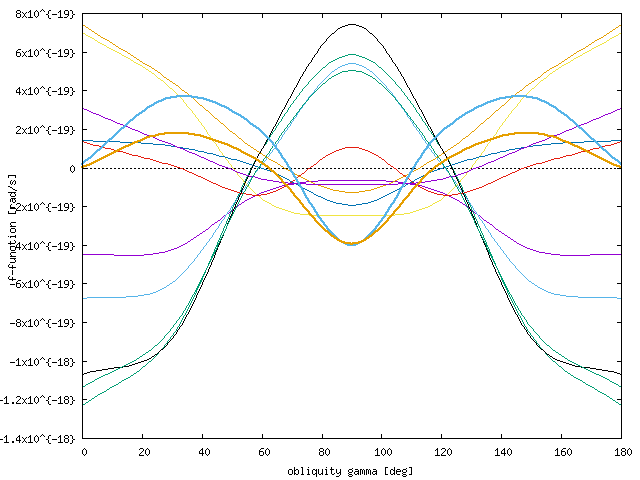 8x10^{-19}
6x10^{-19}
4x10^{-19}
2x10^{-19}
0
-2x10^{-19}
-4x10^{-19}
-6x10^{-19}
-8x10^{-19}
-1x10^{-18}
-1.2x10^{-18}
-1.4x10^{-18}
f-function [rad/s]
0 20 40 60 80 100 120 140 160 180
obliquity gamma [deg]